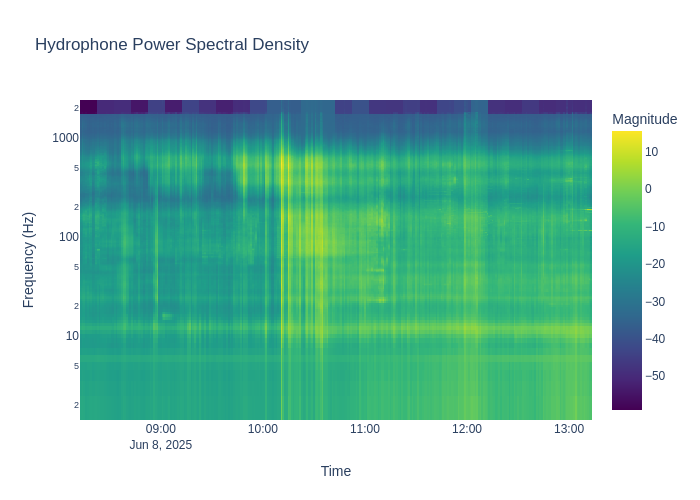 Hydrophone Power Spectral Density
Magnitude
2
1000
5
2
100
5
2
10
5
2
Frequency (Hz)
10
0
−10
−20
−30
−40
−50
09:00 10:00 11:00 12:00 13:00
Jun 8, 2025
Time